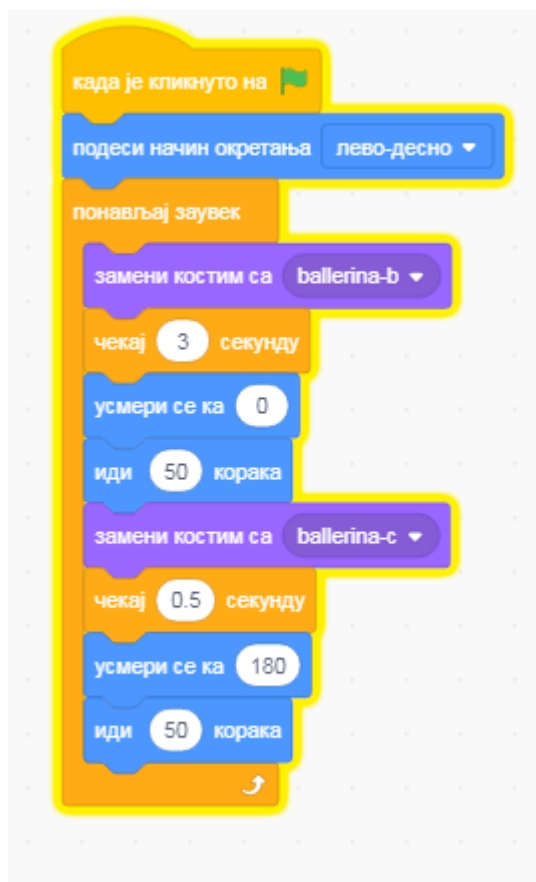 када је кликнуто на
подеси начин окретања лево-десно
понављај заувек
замени костим са ballerina-b
чекај 3 секунду
усмери се ка 0
иди 50 корака
замени костим са ballerina-c
чекај 0.5 секунду
усмери се ка 180
иди 50 корака